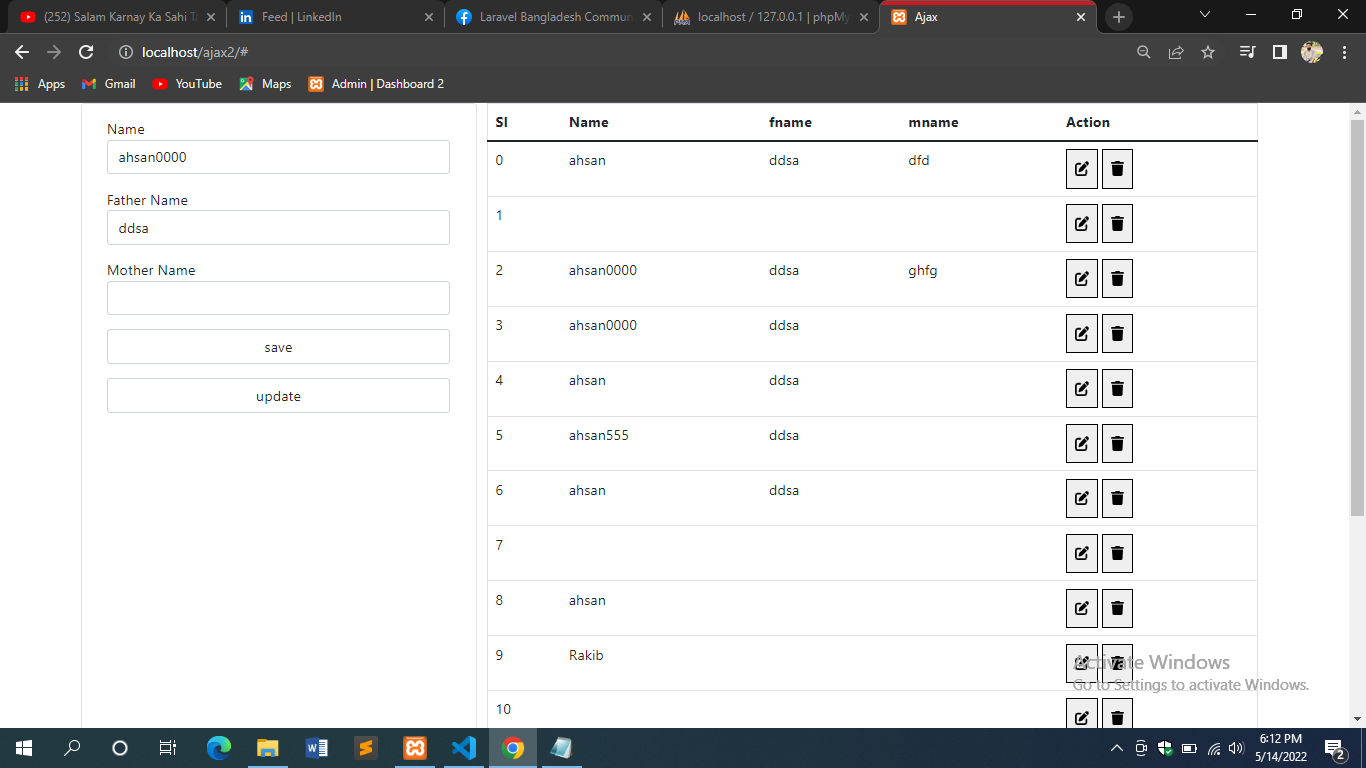 (252) Salam Karnay Ka Sahi T
Feed | LinkedIn
Laravel Bangladesh Commun
localhost / 127.0.0.1 | phpMy
Ajax
localhost/ajax2/#
Apps
Gmail
YouTube
Maps
Admin | Dashboard 2
Name
ahsan0000
Father Name
ddsa
Mother Name
save
update
Sl Name fname mname Action
0 ahsan ddsa dfd
1
2 ahsan0000 ddsa ghfg
3 ahsan0000 ddsa
4 ahsan ddsa
5 ahsan555 ddsa
6 ahsan ddsa
7
8 ahsan
9 Rakib
10
Activate Windows
Go to Settings to activate Windows.
6:12 PM
5/14/2022
2